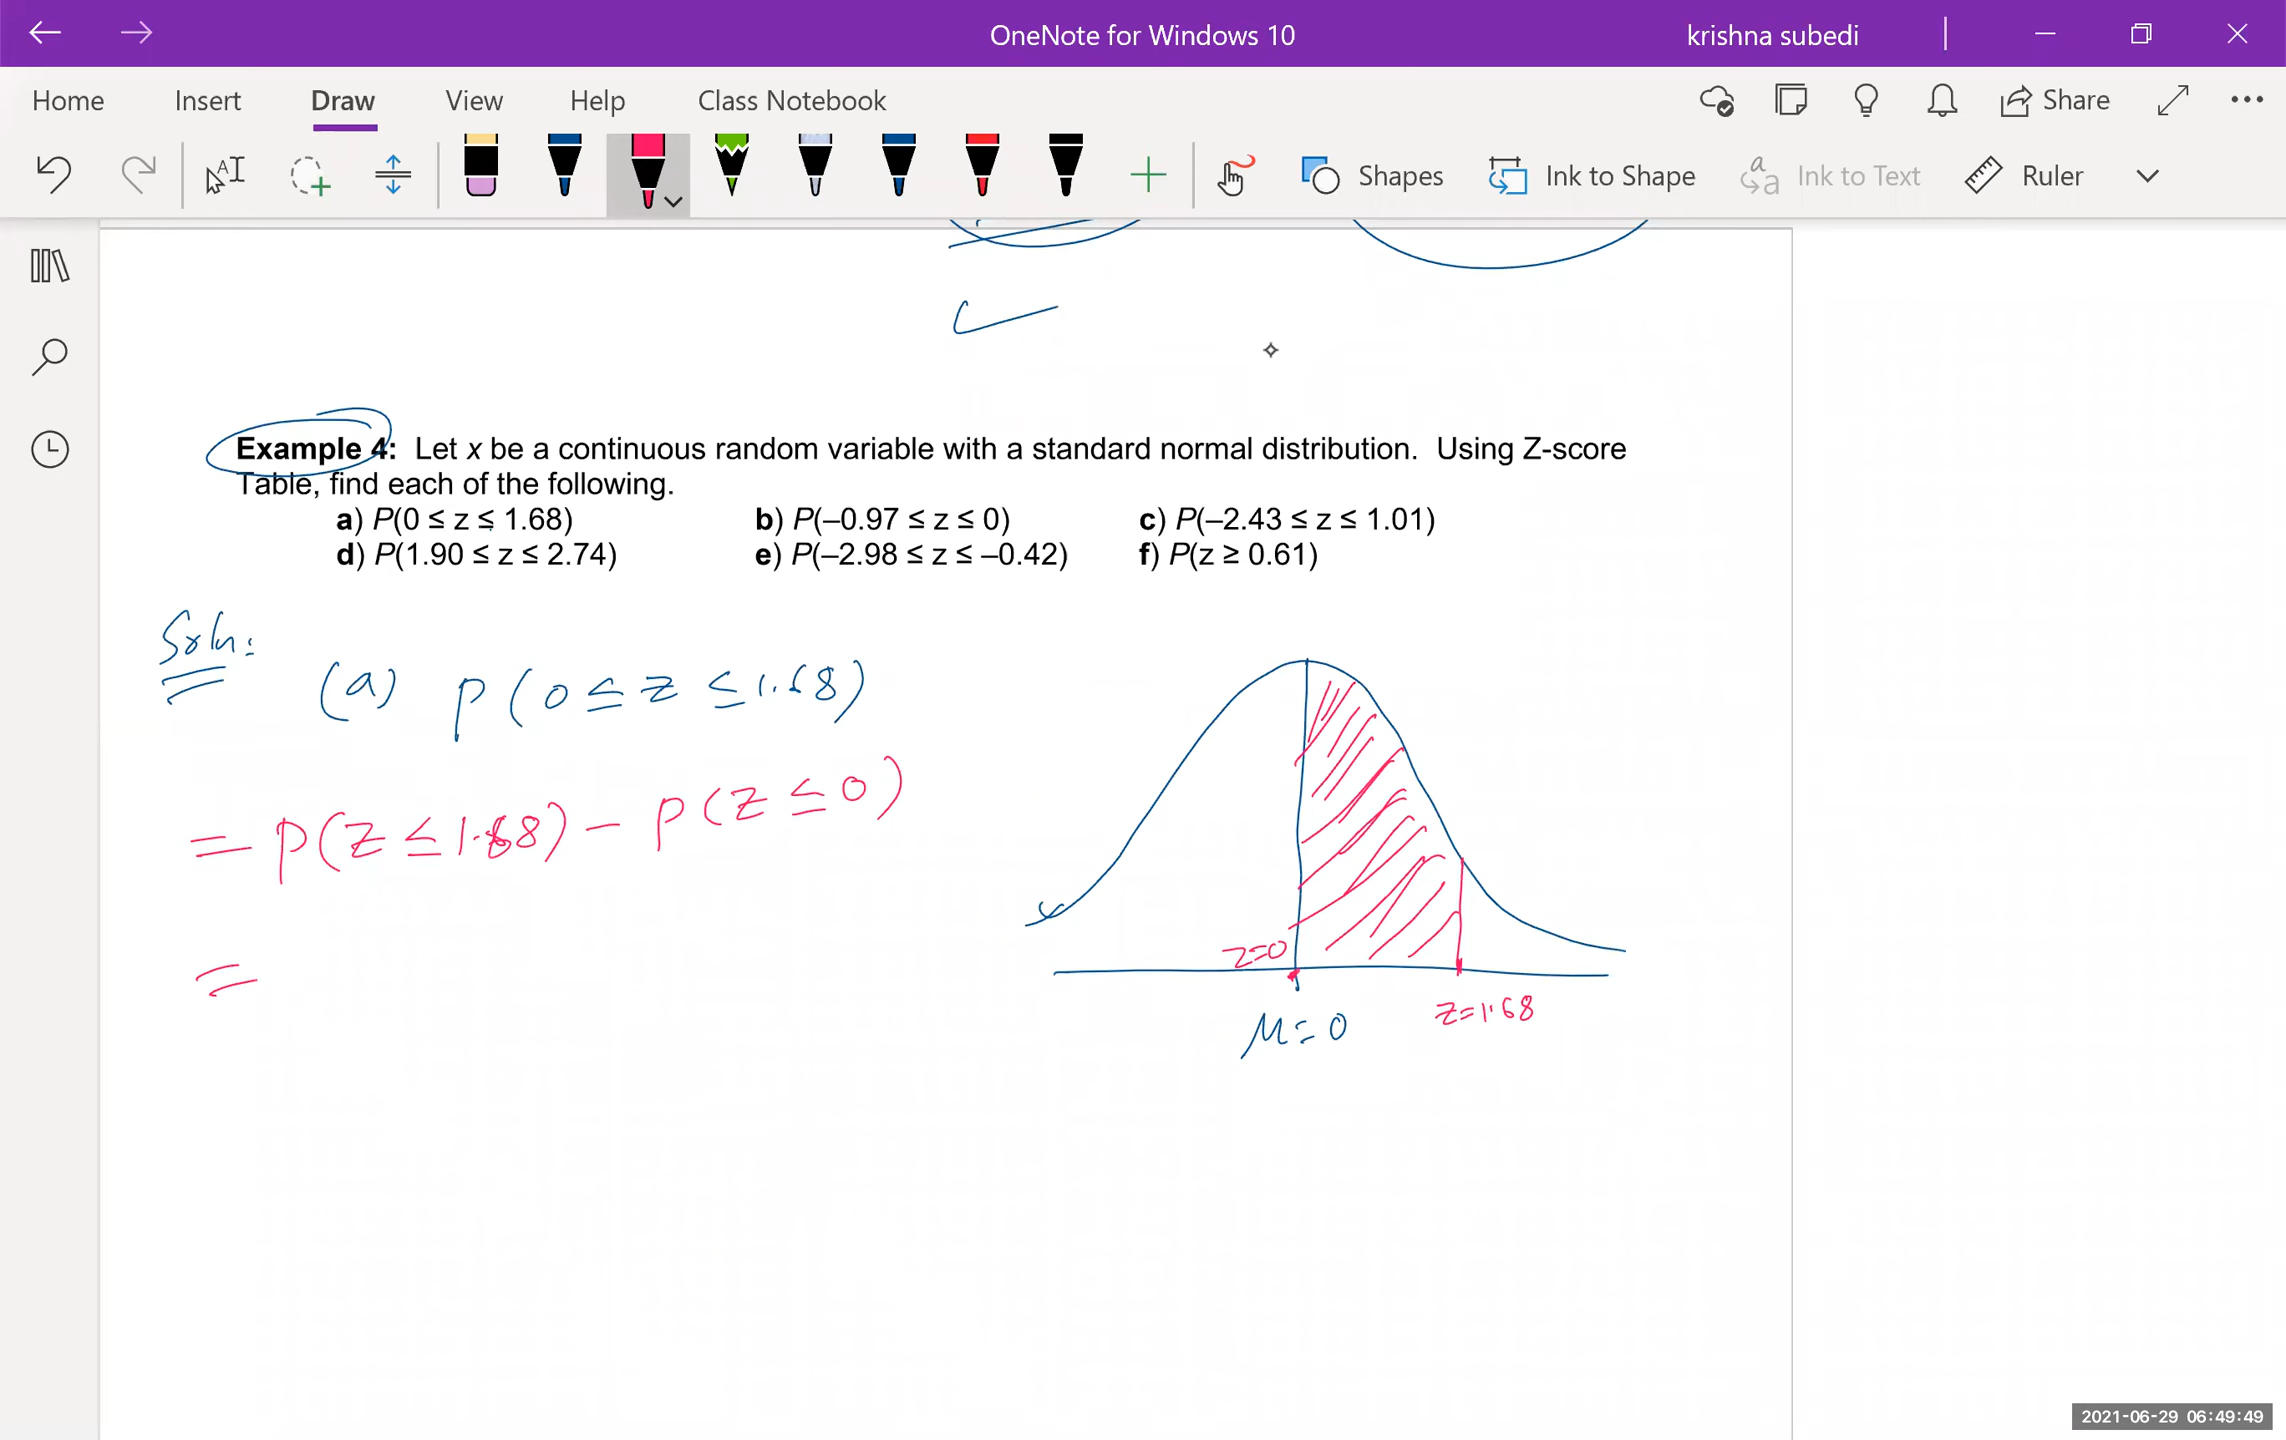 OneNote for Windows 10
krishna subedi
Home Insert Draw View Help Class Notebook Share
Shapes Ink to Shape Ink to Text Ruler
Example 4: Let x be a continuous random variable with a standard normal distribution. Using Z-score
Table, find each of the following.
a) P(0 ≤ z ≤ 1.68) b) P(–0.97 ≤ z ≤ 0) c) P(–2.43 ≤ z ≤ 1.01)
d) P(1.90 ≤ z ≤ 2.74) e) P(–2.98 ≤ z ≤ –0.42) f) P(z ≥ 0.61)
Soln:
(a) P(0 ≤ z ≤ 1.68)
= P(z ≤ 1.68) – P(z ≤ 0)
=
z=0
μ = 0
z=1.68
2021-06-29 06:49:49